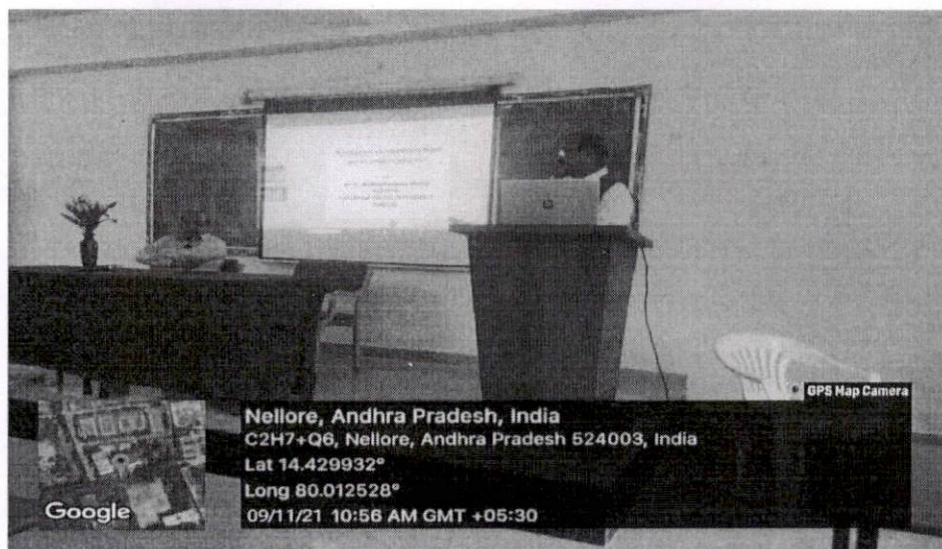 GPS Map Camera
Nellore, Andhra Pradesh, India
C2H7+Q6, Nellore, Andhra Pradesh 524003, India
Lat 14.429932°
Long 80.012528°
09/11/21 10:56 AM GMT +05:30
Google